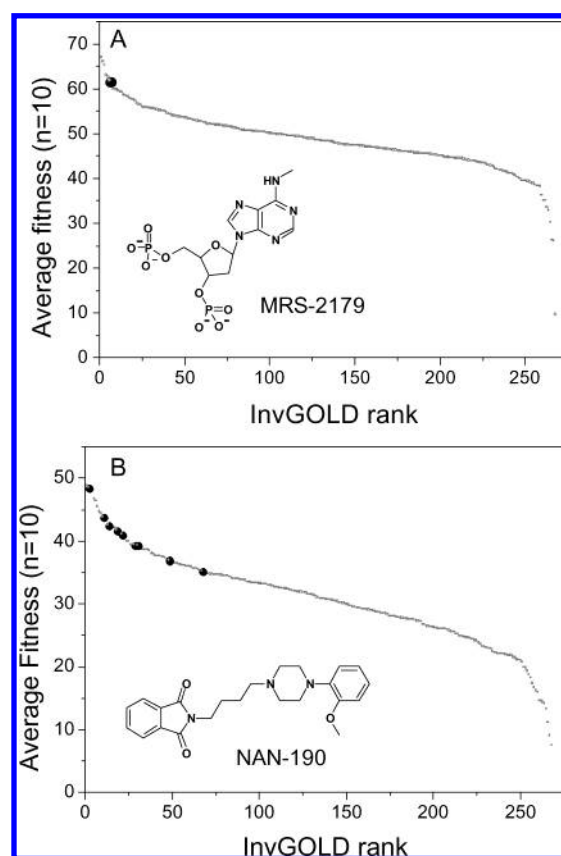 A
Average fitness (n=10)
70
60
50
40
30
20
10
0
0 50 100 150 200 250
InvGOLD rank
HN
N N
N N
O
O
O P O
O
O
O P O
O
MRS-2179
B
Average Fitness (n=10)
50
40
30
20
10
0
0 50 100 150 200 250
InvGOLD rank
O
N
O
N
N
O
NAN-190